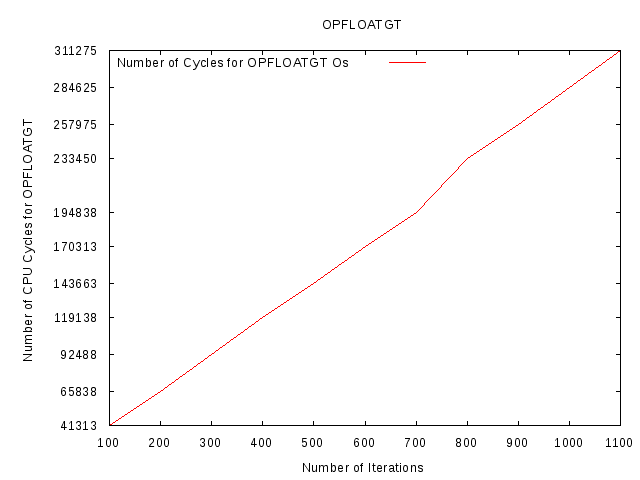 OPFLOATGT
Number of Cycles for OPFLOATGT Os
311275
284625
257975
233450
194838
170313
143663
119138
92488
65838
41313
Number of CPU Cycles for OPFLOATGT
100 200 300 400 500 600 700 800 900 1000 1100
Number of Iterations